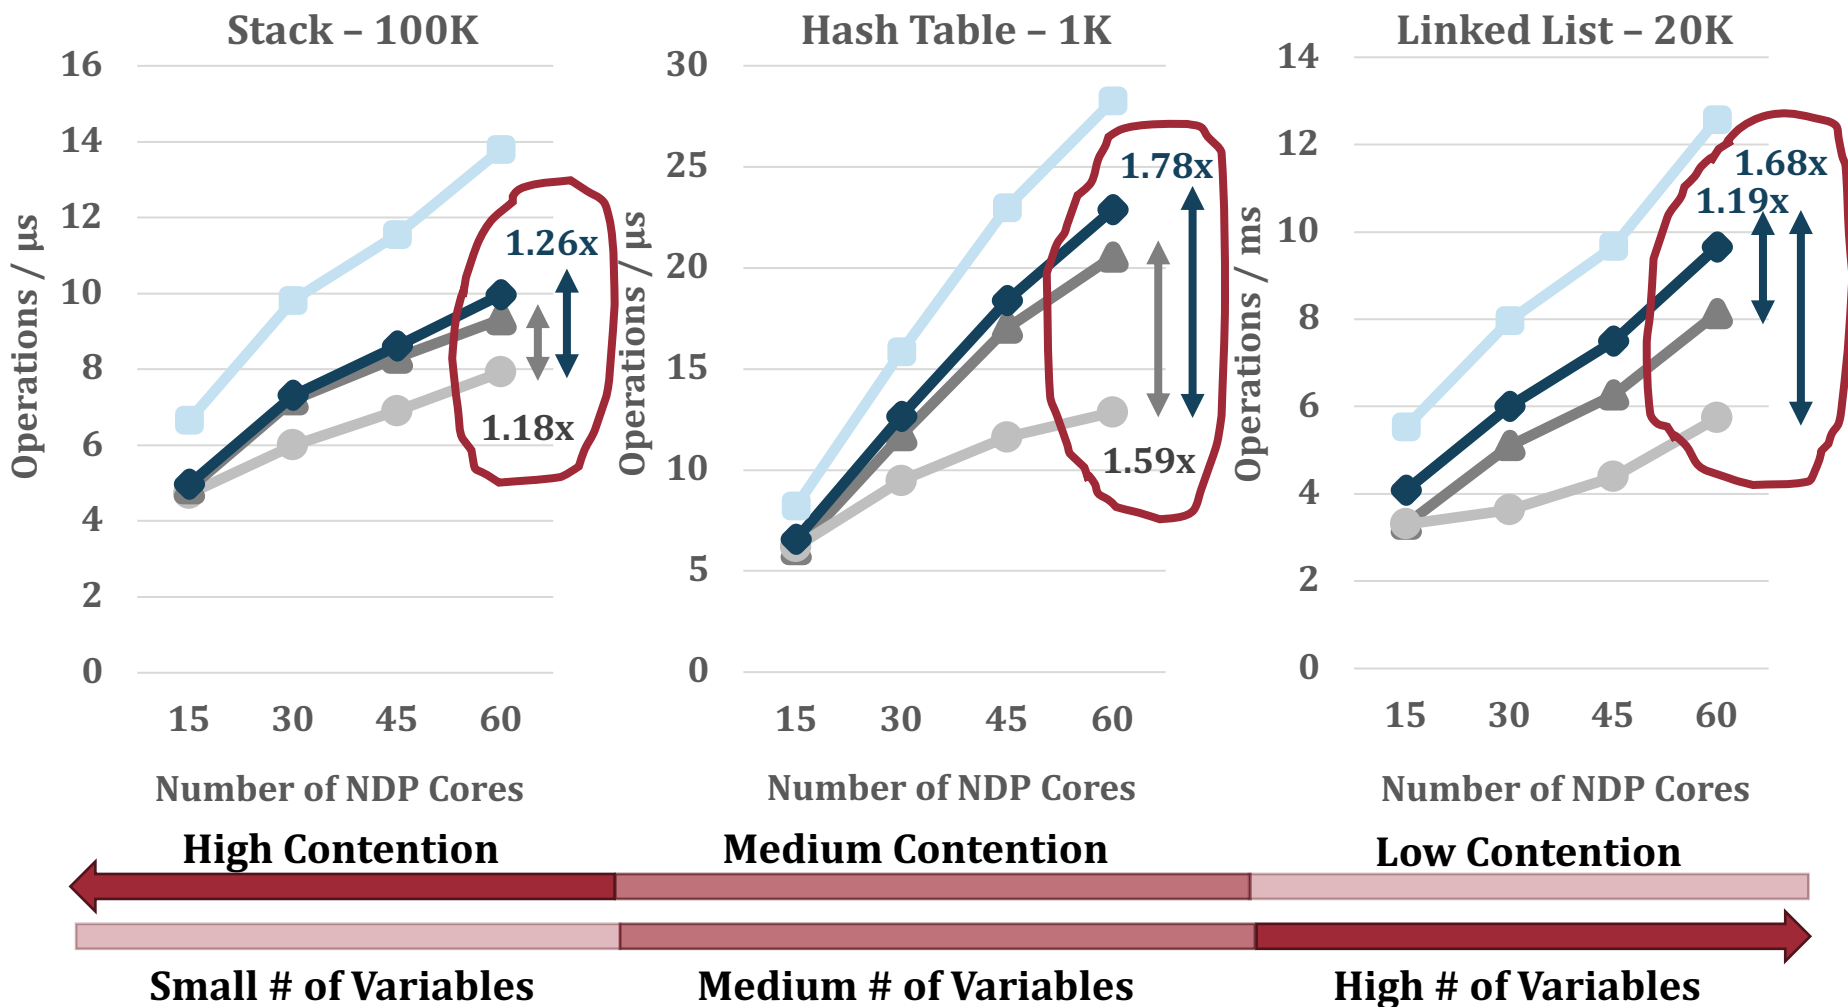 Stack – 100K
16
14
12
10
8
6
4
2
0
Operations / μs
1.26x
1.18x
15 30 45 60
Number of NDP Cores
Hash Table – 1K
30
25
20
15
10
5
0
Operations / μs
1.78x
1.59x
15 30 45 60
Number of NDP Cores
Linked List – 20K
14
12
10
8
6
4
2
0
Operations / ms
1.68x
1.19x
15 30 45 60
Number of NDP Cores
High Contention
Medium Contention
Low Contention
Small # of Variables
Medium # of Variables
High # of Variables